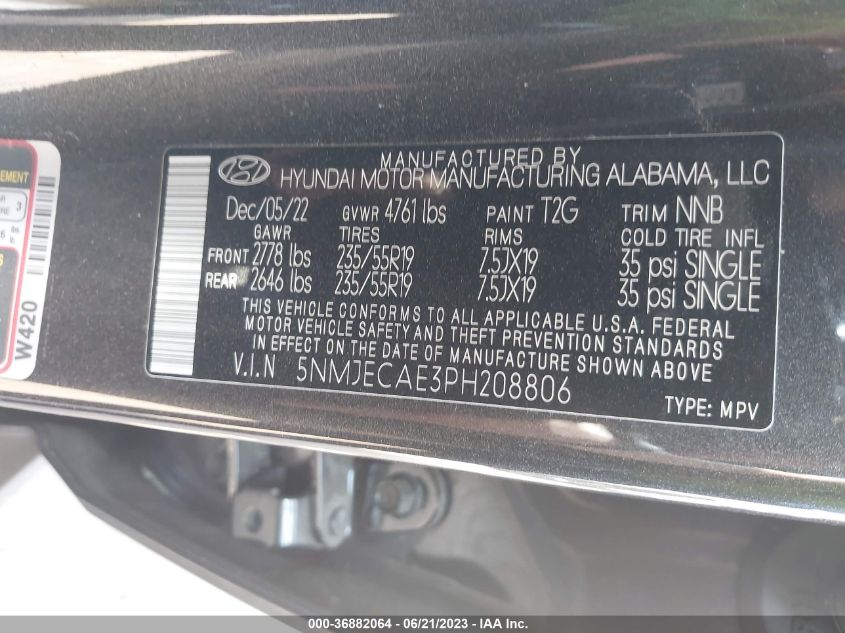 MANUFACTURED BY
HYUNDAI MOTOR MANUFACTURING ALABAMA, LLC
Dec/05/22 GVWR 4761 lbs PAINT T2G TRIM NNB
GAWR TIRES RIMS COLD TIRE INFL
FRONT 2778 lbs 235/55R19 7.5JX19 35 psi SINGLE
REAR 2646 lbs 235/55R19 7.5JX19 35 psi SINGLE
THIS VEHICLE CONFORMS TO ALL APPLICABLE U.S.A. FEDERAL
MOTOR VEHICLE SAFETY AND THEFT PREVENTION STANDARDS
IN EFFECT ON THE DATE OF MANUFACTURE SHOWN ABOVE
V.I.N 5NMJECAE3PH208806
TYPE: MPV
3
W420
000-36882064 - 06/21/2023 - IAA Inc.